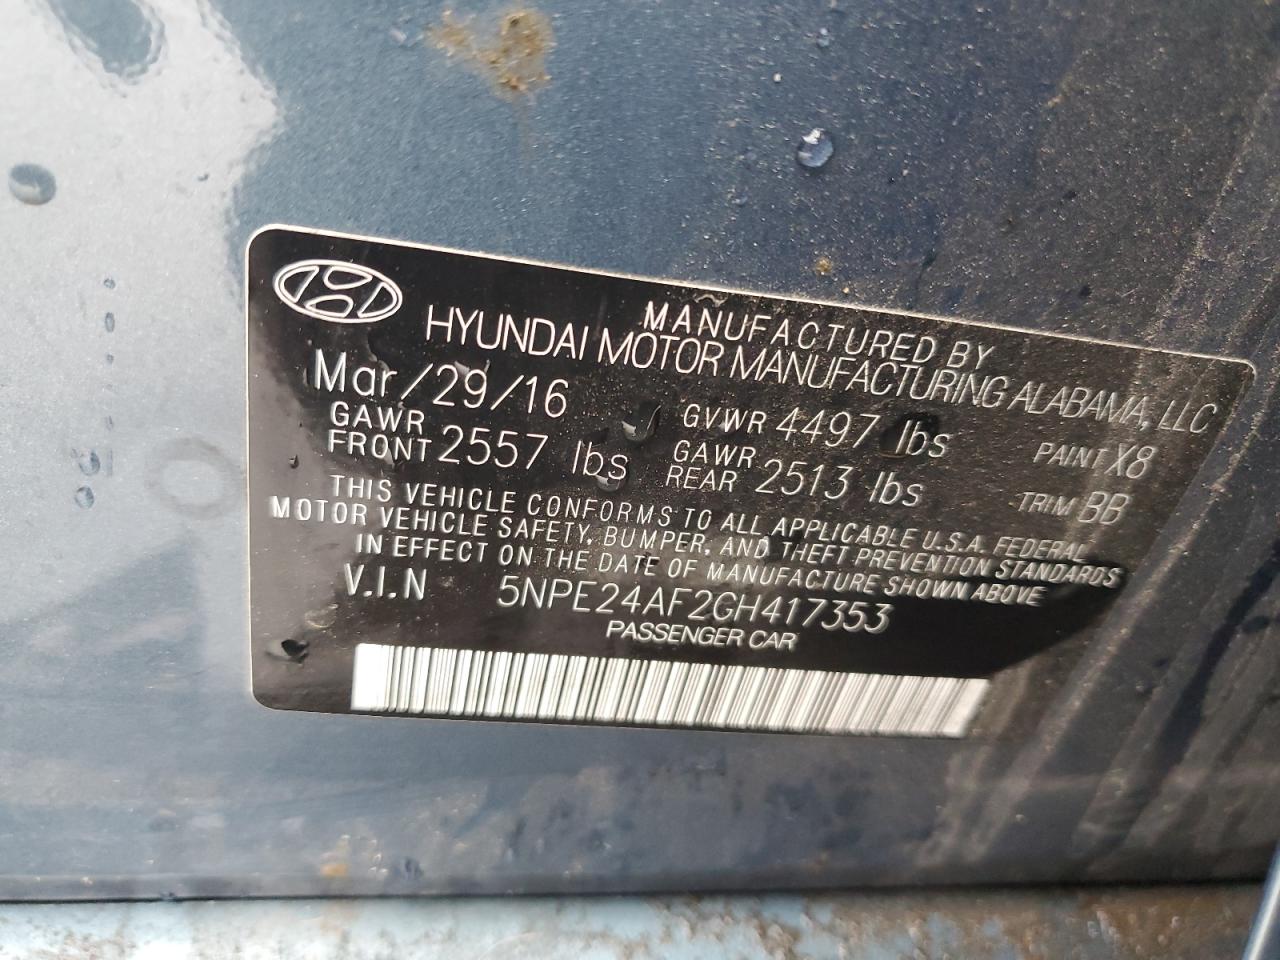 MANUFACTURED BY
HYUNDAI MOTOR MANUFACTURING ALABAMA, LLC
Mar/29/16 GVWR 4497 lbs PAINT X8
GAWR FRONT 2557 lbs GAWR REAR 2513 lbs TRIM BB
THIS VEHICLE CONFORMS TO ALL APPLICABLE U.S.A. FEDERAL
MOTOR VEHICLE SAFETY, BUMPER, AND THEFT PREVENTION STANDARDS
IN EFFECT ON THE DATE OF MANUFACTURE SHOWN ABOVE
V.I.N 5NPE24AF2GH417353
PASSENGER CAR